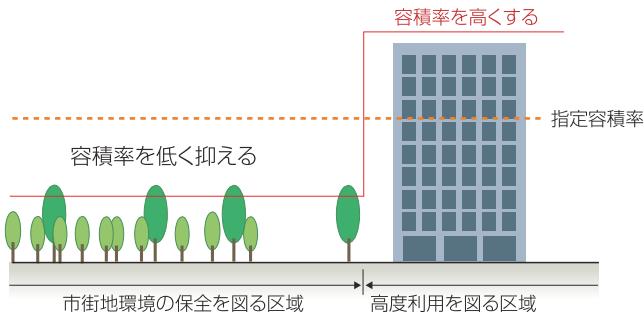 容積率を高くする
指定容積率
容積率を低く抑える
市街地環境の保全を図る区域
高度利用を図る区域